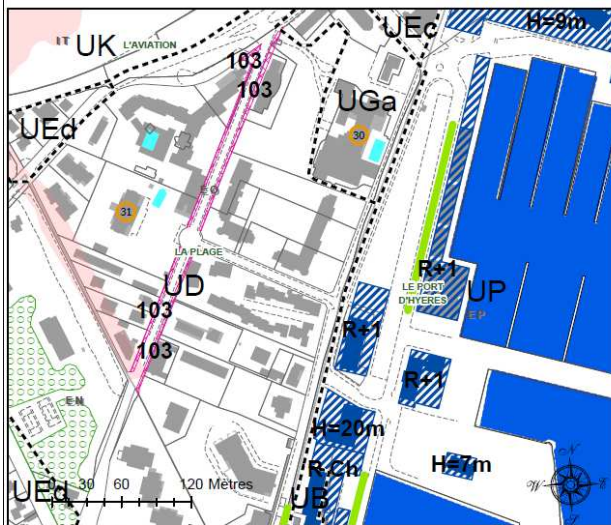 IT
UK
L'AVIATION
103
103
UEc
H=9m
UEd
UGa
30
31
EO
LA PLAGE
UD
103
103
R+1
LE PORT
D'HYERES
UP
EP
R+1
R+1
EN
H=20m
R-Ch
H=7m
UEd
30 60 120 Mètres
UB
N
W
E
S